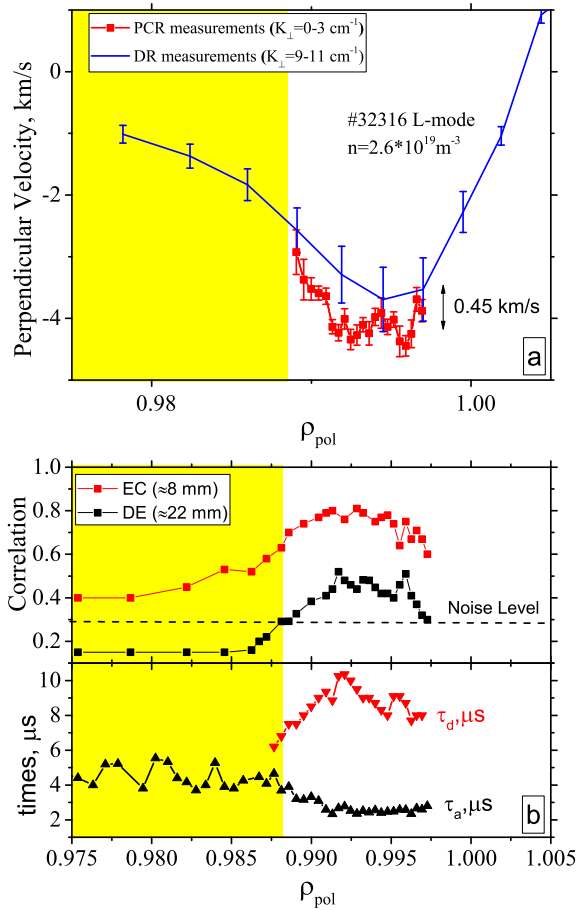 PCR measurements (K⊥=0-3 cm⁻¹)
DR measurements (K⊥=9-11 cm⁻¹)
#32316 L-mode
n=2.6*10¹⁹m⁻³
0.45 km/s
a
Perpendicular Velocity, km/s
0
-2
-4
0.98
1.00
ρpol
EC (≈8 mm)
DE (≈22 mm)
Noise Level
Correlation
1.0
0.8
0.6
0.4
0.2
τd,μs
τa,μs
b
times, μs
10
8
6
4
2
0.975
0.980
0.985
0.990
0.995
1.000
1.005
ρpol